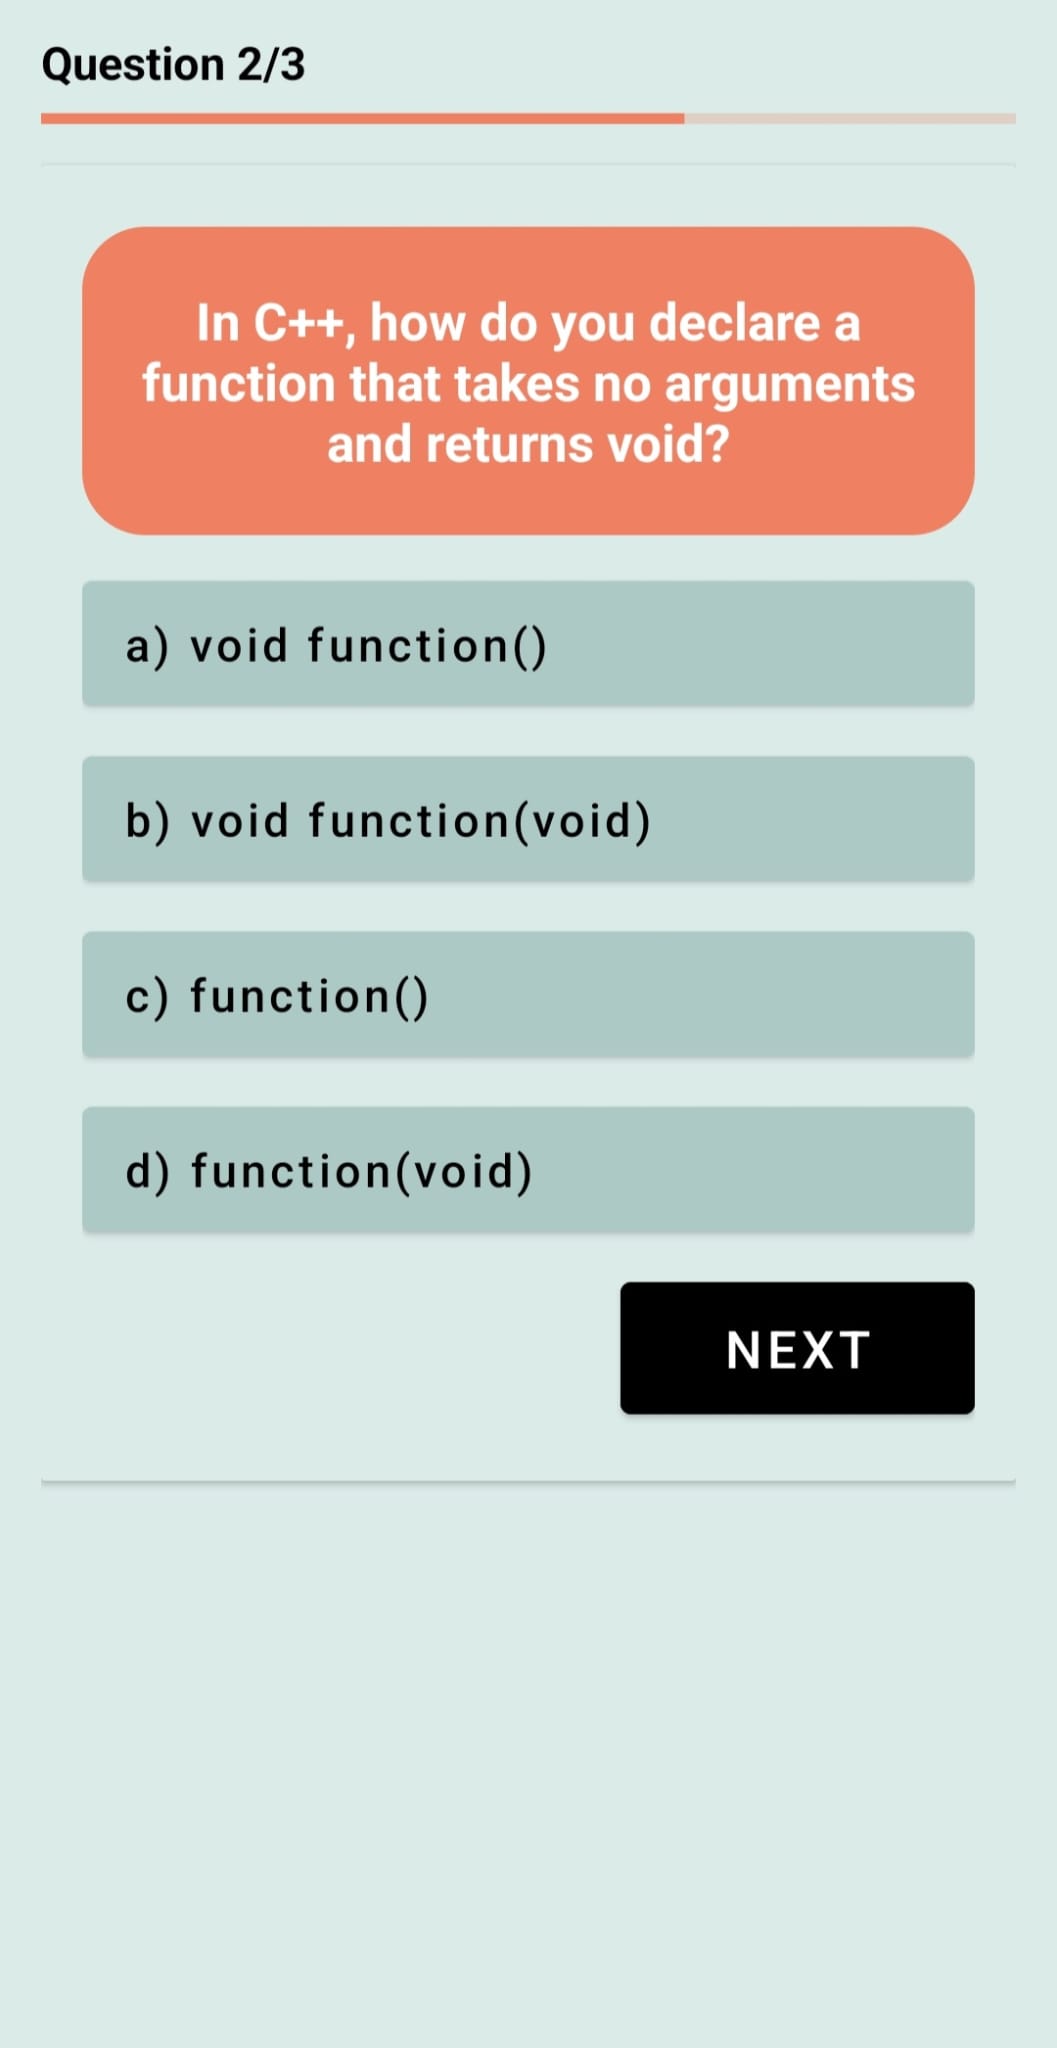 Question 2/3
In C++, how do you declare a
function that takes no arguments
and returns void?
a) void function()
b) void function(void)
c) function()
d) function(void)
NEXT